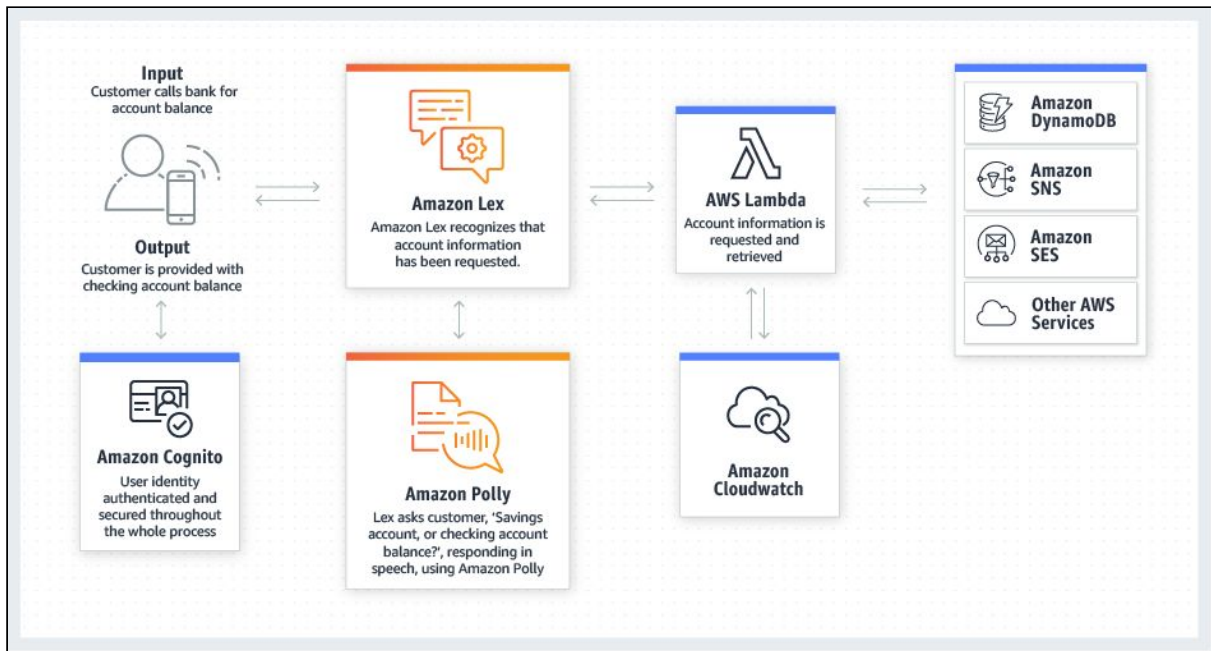 Input
Customer calls bank for
account balance
Output
Customer is provided with
checking account balance
Amazon Cognito
User identity
authenticated and
secured throughout
the whole process
Amazon Lex
Amazon Lex recognizes that
account information
has been requested.
Amazon Polly
Lex asks customer, ‘Savings
account, or checking account
balance?’, responding in
speech, using Amazon Polly
AWS Lambda
Account information is
requested and
retrieved
Amazon
Cloudwatch
Amazon
DynamoDB
Amazon
SNS
Amazon
SES
Other AWS
Services